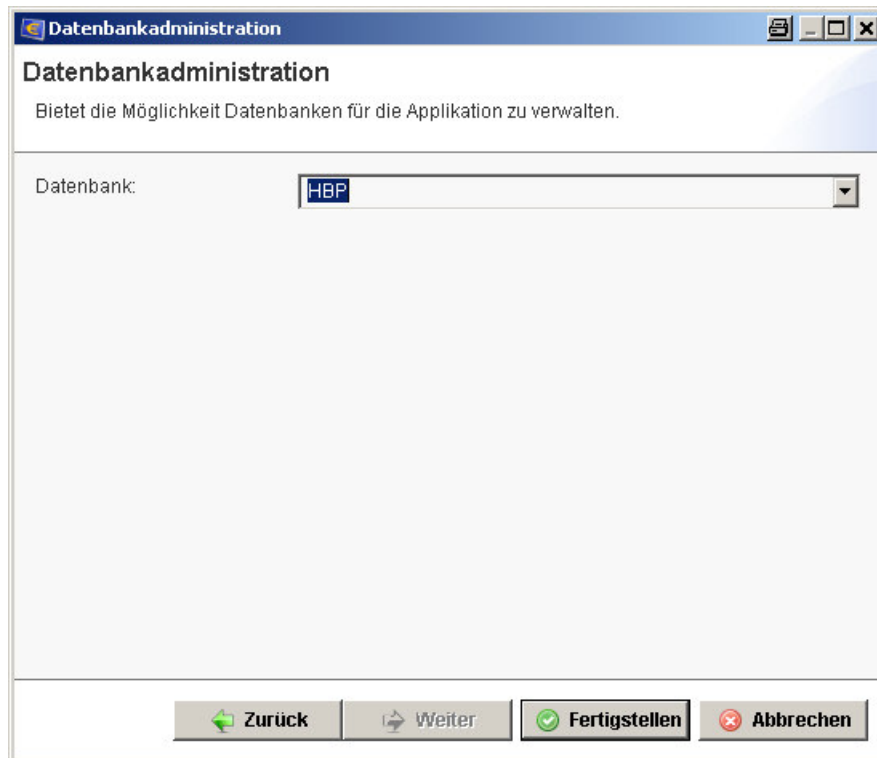 Datenbankadministration
Datenbankadministration
Bietet die Möglichkeit Datenbanken für die Applikation zu verwalten.
Datenbank: HBP
Zurück Weiter Fertigstellen Abbrechen